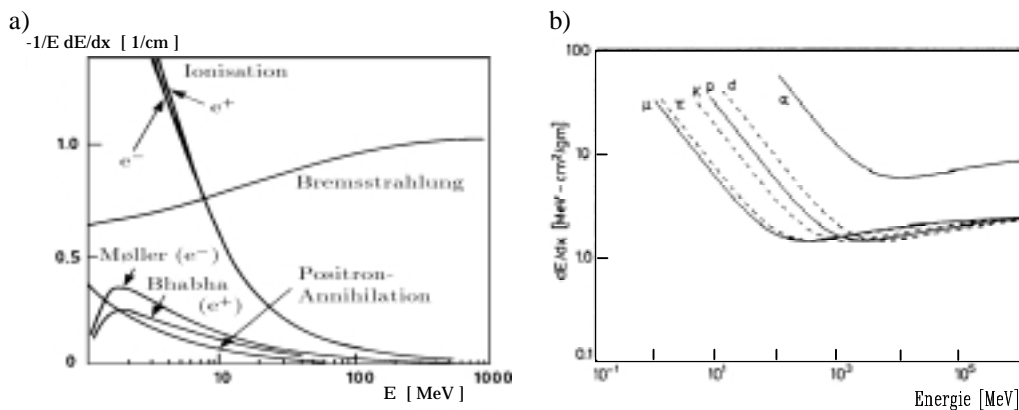 a)
-1/E dE/dx [ 1/cm ]
Ionisation
e+
e−
1.0
Bremsstrahlung
0.5
Møller (e−)
Bhabha
(e+)
Positron-
Annihilation
0
10
100
1000
E [ MeV ]
b)
100
μ π K p d
α
10
1.0
0.1
dE/dx [MeV−cm²/gm]
10⁻¹
10¹
10³
10⁵
Energie [MeV]